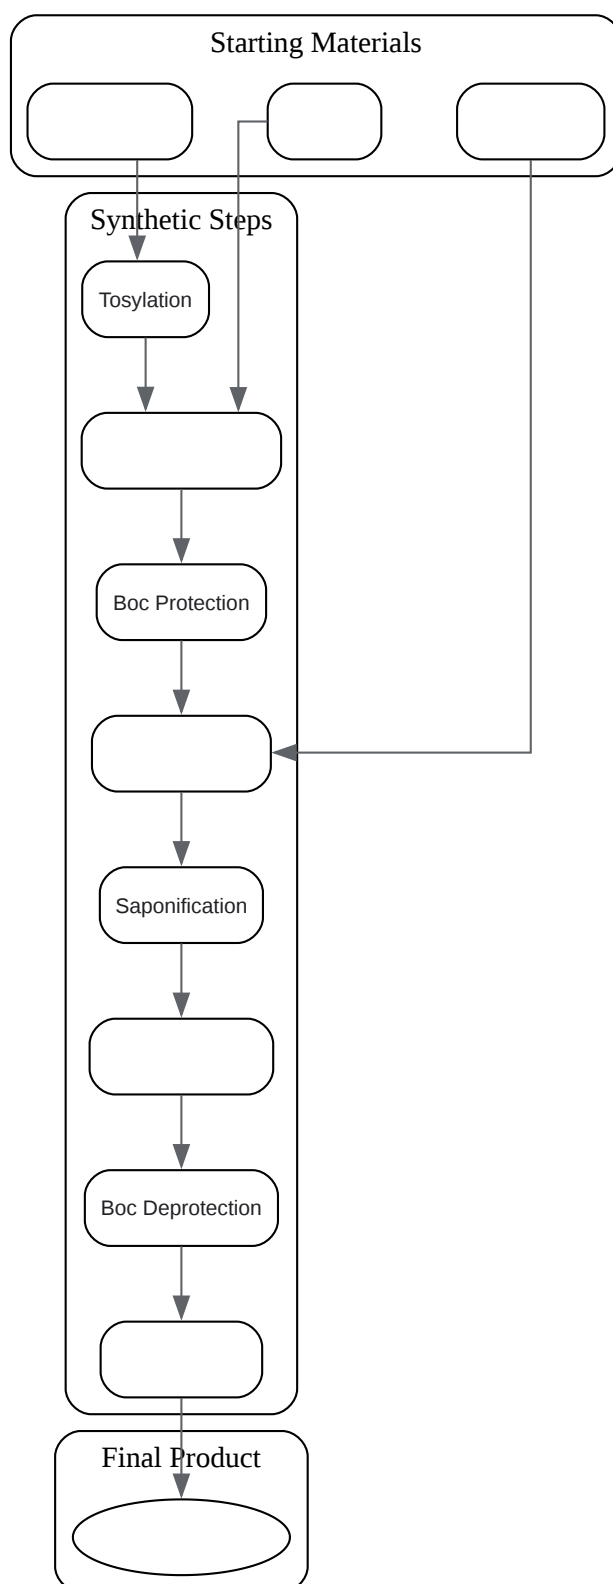 Starting Materials
Synthetic Steps
Tosylation
Boc Protection
Saponification
Boc Deprotection
Final Product